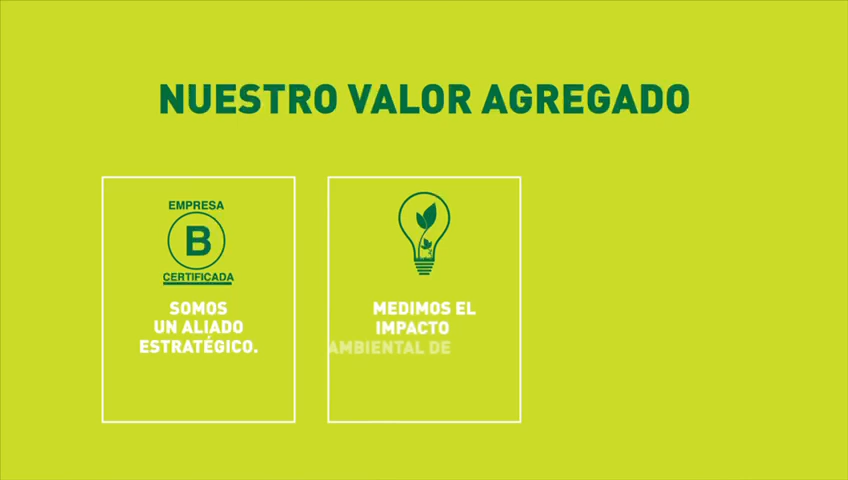 NUESTRO VALOR AGREGADO
EMPRESA
B
CERTIFICADA
SOMOS
UN ALIADO
ESTRATÉGICO.
MEDIMOS EL
IMPACTO
AMBIENTAL DE